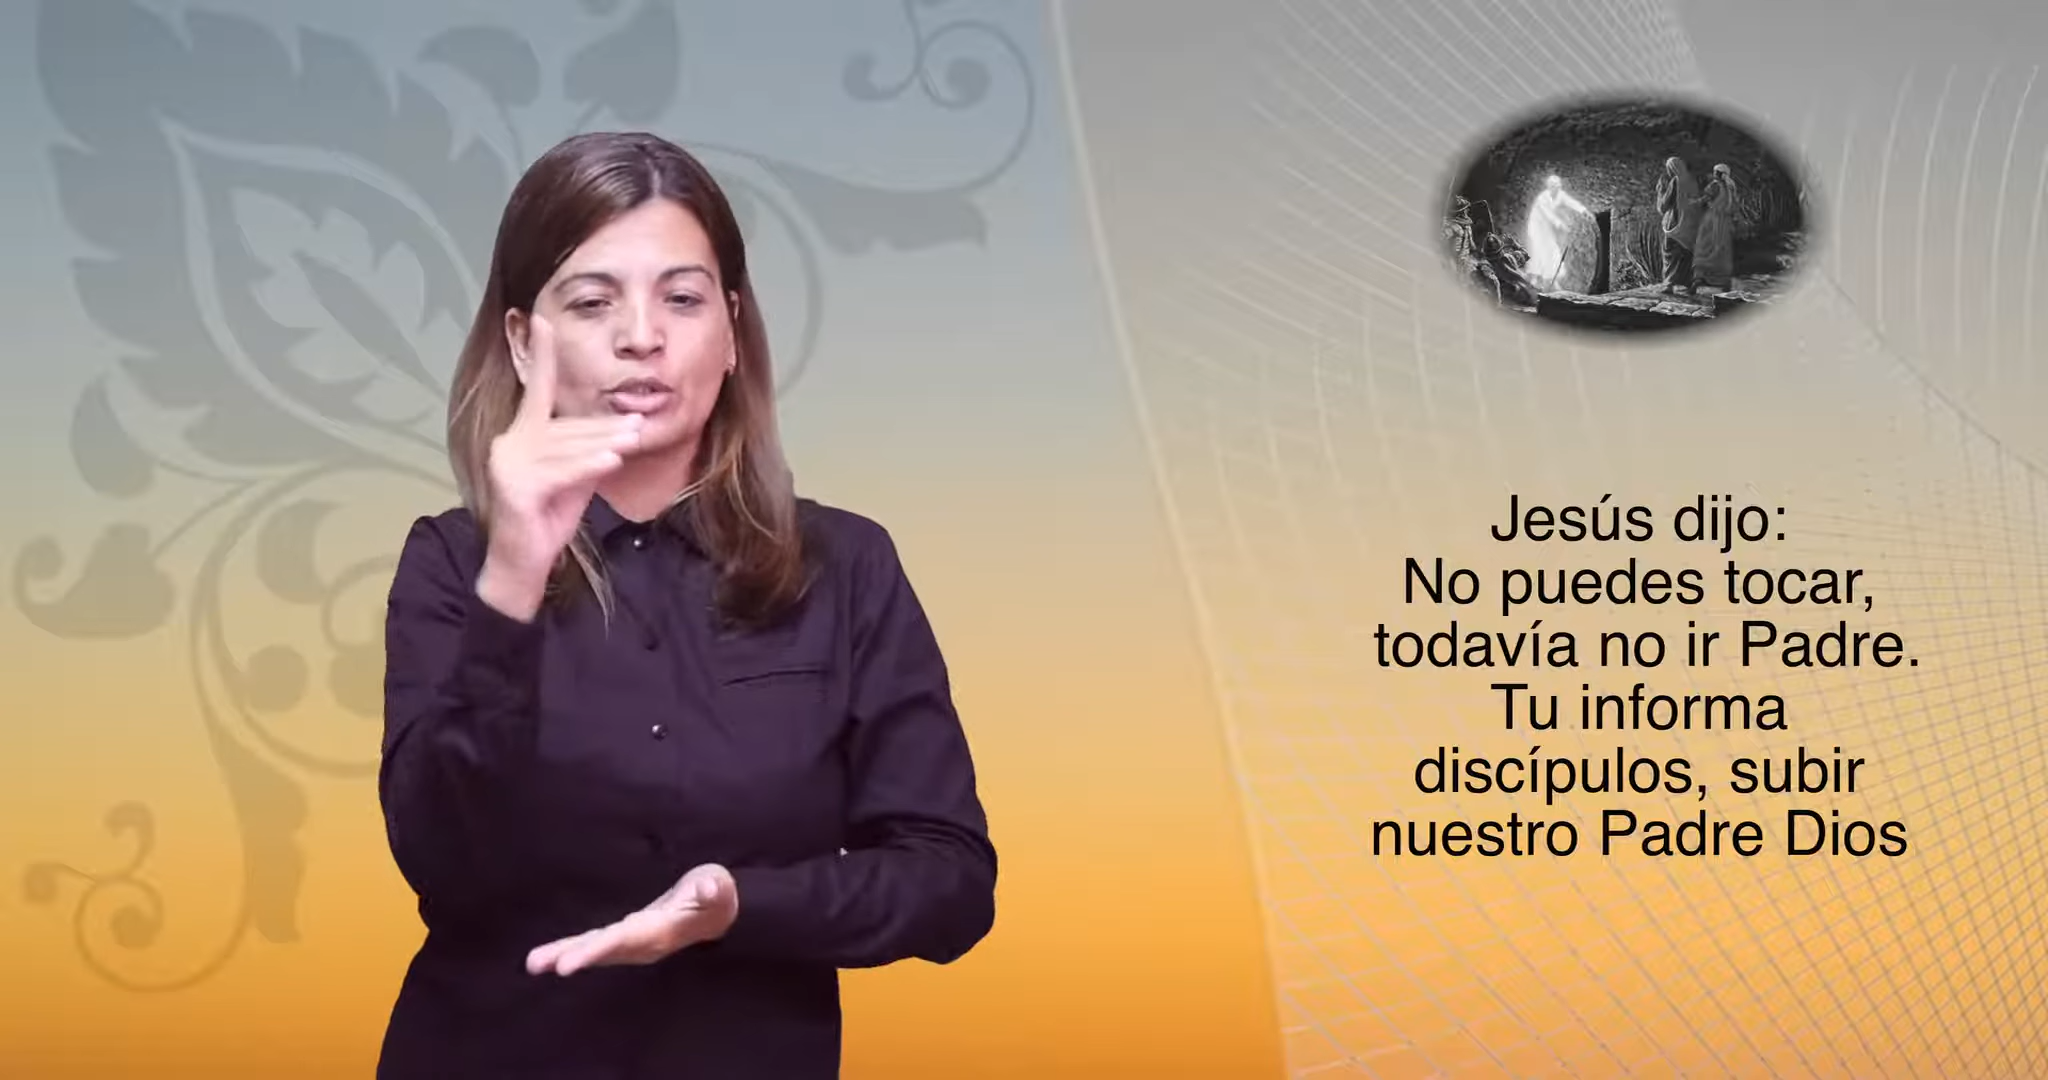 Jesús dijo:
No puedes tocar,
todavía no ir Padre.
Tu informa
discípulos, subir
nuestro Padre Dios